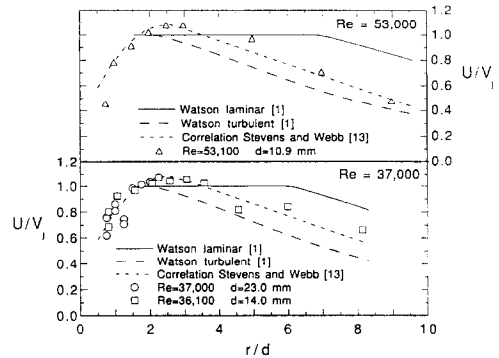 Re = 53,000
1.2
1.0
0.8
0.6
0.4
0.2
0.0
U/Vj
Watson laminar [1]
Watson turbulent [1]
Correlation Stevens and Webb [13]
Re=53,100 d=10.9 mm
1.2
1.0
0.8
0.6
0.4
0.2
0.0
U/Vj
Re = 37,000
Watson laminar [1]
Watson turbulent [1]
Correlation Stevens and Webb [13]
Re=37,000 d=23.0 mm
Re=36,100 d=14.0 mm
0 2 4 6 8 10
r/d